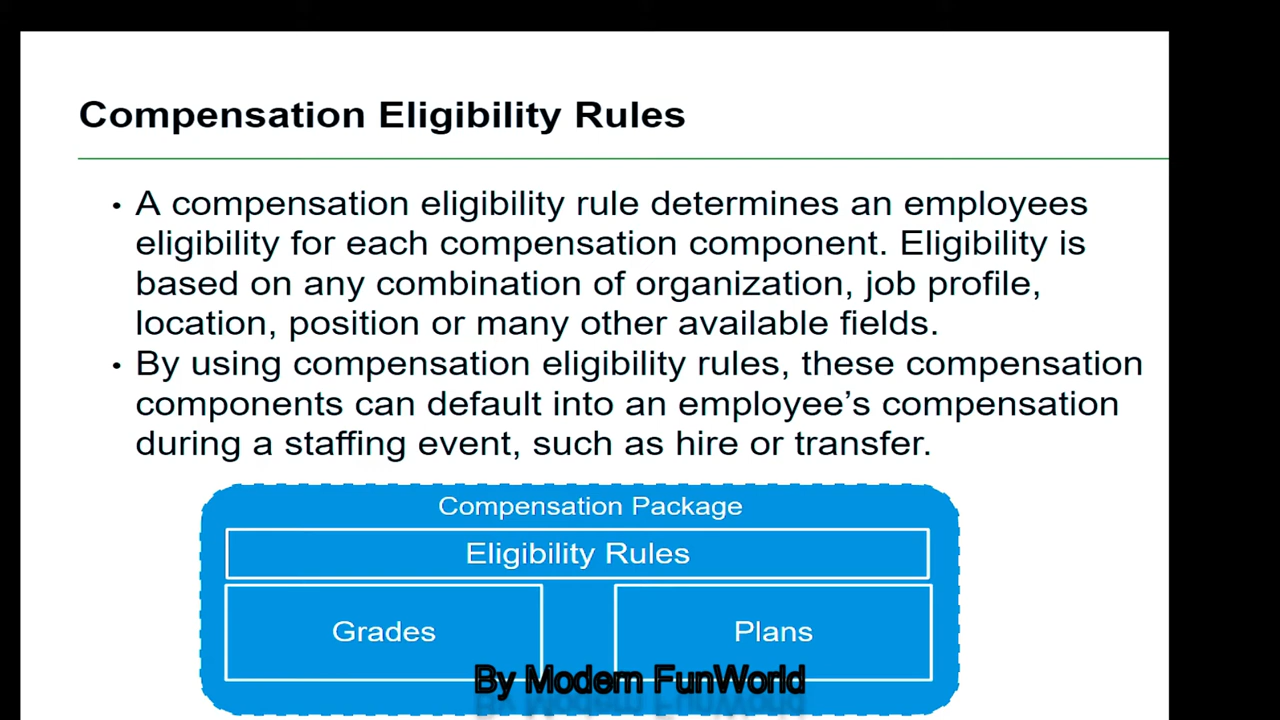 Compensation Eligibility Rules
• A compensation eligibility rule determines an employees
eligibility for each compensation component. Eligibility is
based on any combination of organization, job profile,
location, position or many other available fields.
• By using compensation eligibility rules, these compensation
components can default into an employee’s compensation
during a staffing event, such as hire or transfer.
Compensation Package
Eligibility Rules
Grades
Plans
By Modern FunWorld